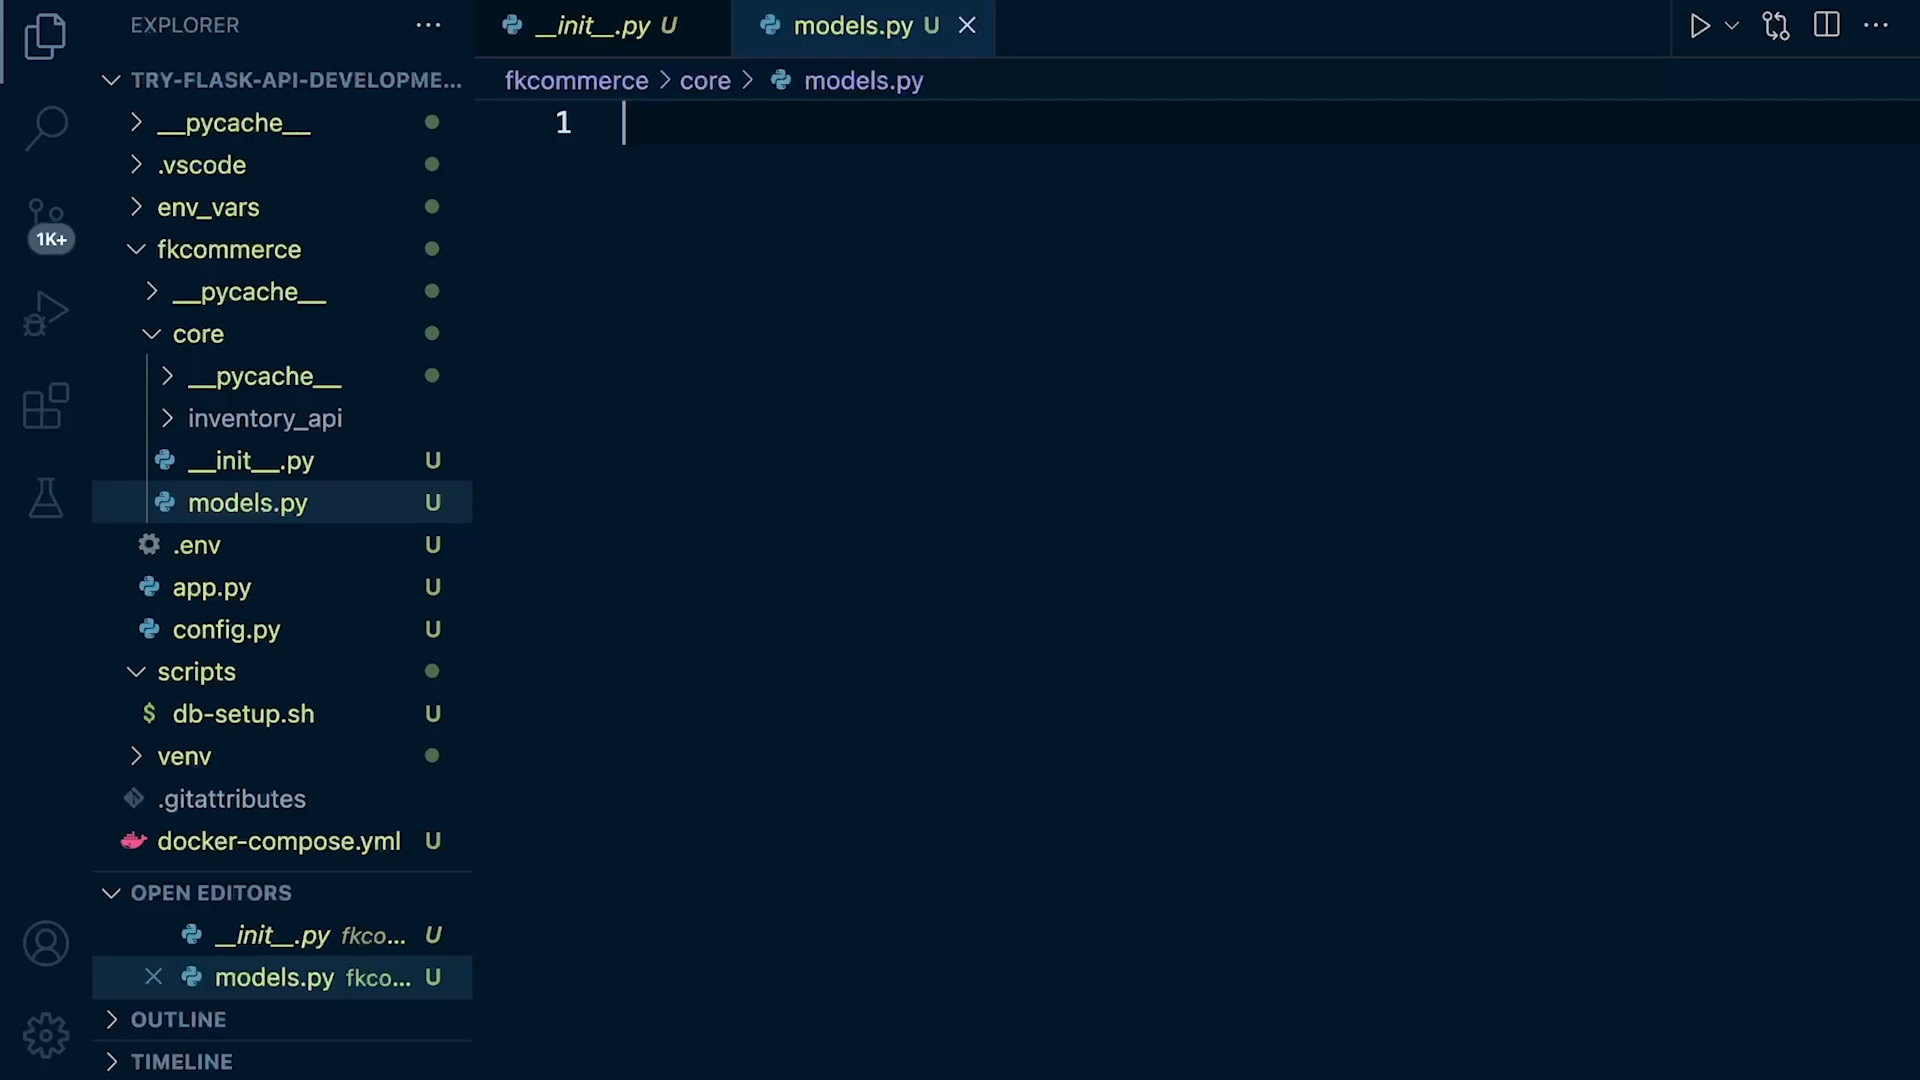 EXPLORER
TRY-FLASK-API-DEVELOPME...
__pycache__
.vscode
env_vars
fkcommerce
__pycache__
core
__pycache__
inventory_api
__init__.py U
models.py U
.env U
app.py U
config.py U
scripts
$ db-setup.sh U
venv
.gitattributes
docker-compose.yml U
OPEN EDITORS
__init__.py fkco... U
models.py fkco... U
OUTLINE
TIMELINE
1K+
__init__.py U
models.py U
fkcommerce > core > models.py
1